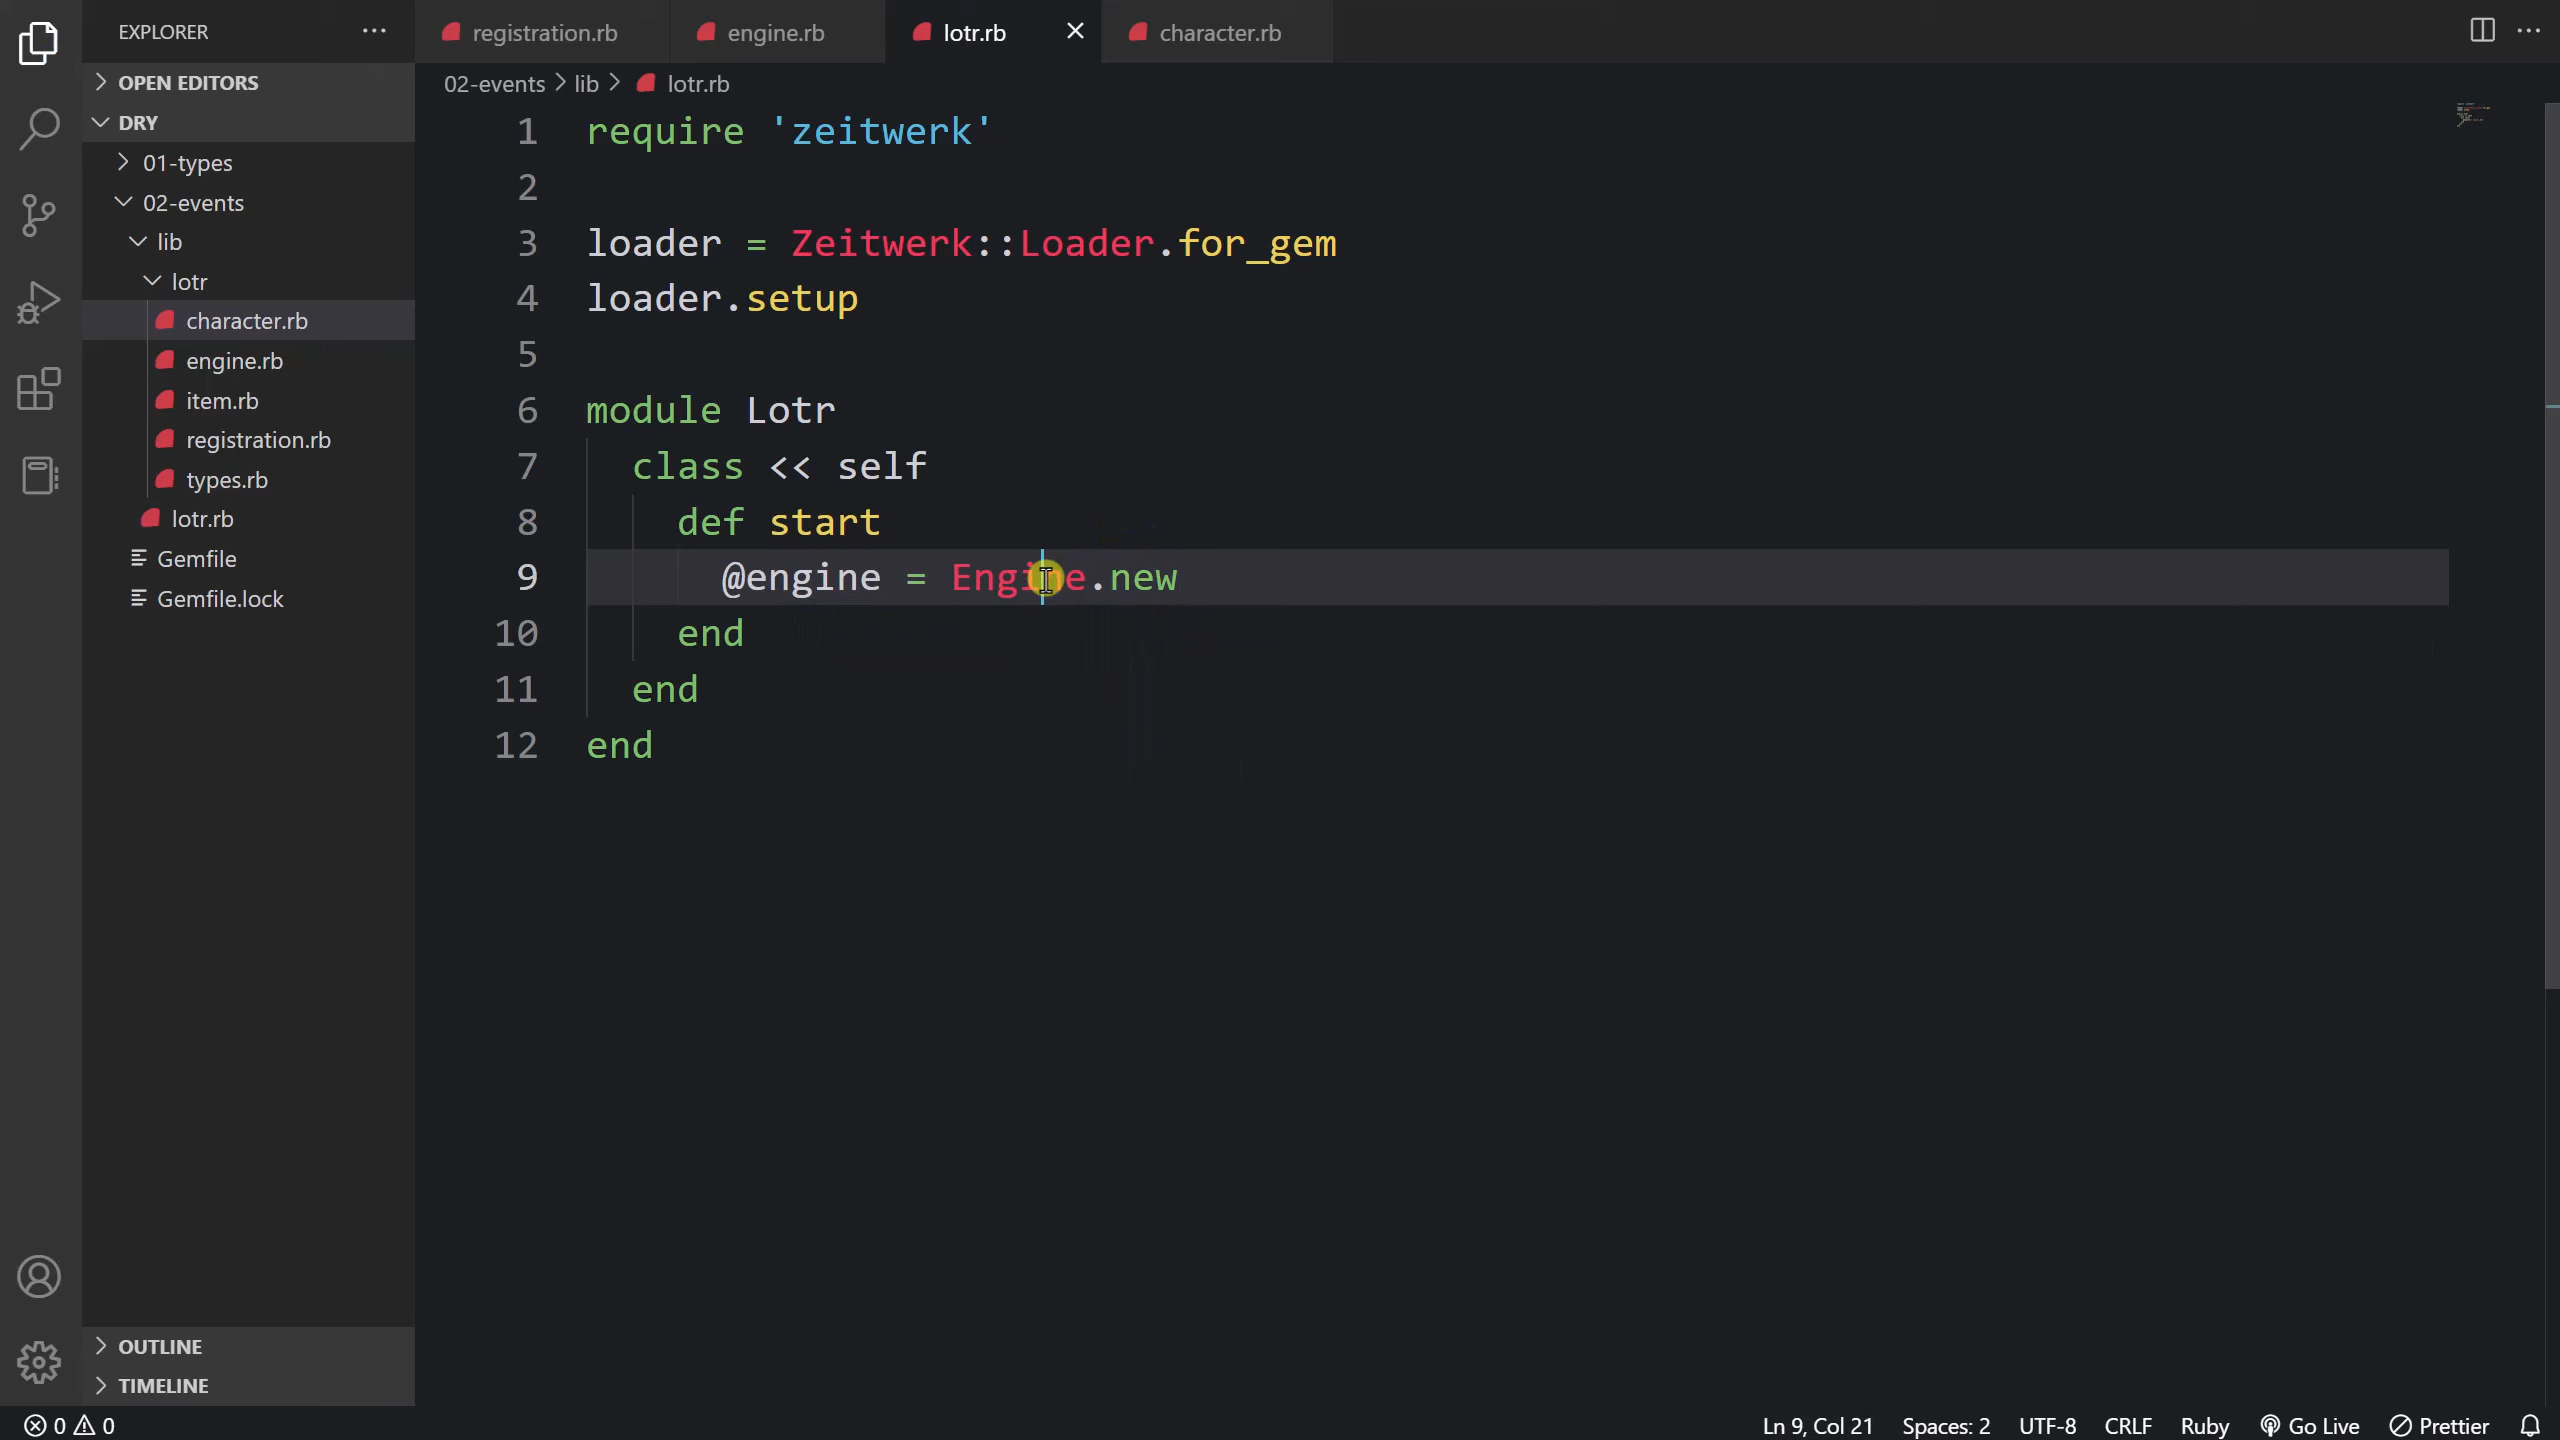 EXPLORER
registration.rb
engine.rb
lotr.rb
character.rb
OPEN EDITORS
DRY
01-types
02-events
lib
lotr
character.rb
engine.rb
item.rb
registration.rb
types.rb
lotr.rb
Gemfile
Gemfile.lock
OUTLINE
TIMELINE
02-events > lib > lotr.rb
1 require 'zeitwerk'
2
3 loader = Zeitwerk::Loader.for_gem
4 loader.setup
5
6 module Lotr
7 class << self
8 def start
9 @engine = Engine.new
10 end
11 end
12 end
0 0 Ln 9, Col 21 Spaces: 2 UTF-8 CRLF Ruby Go Live Prettier